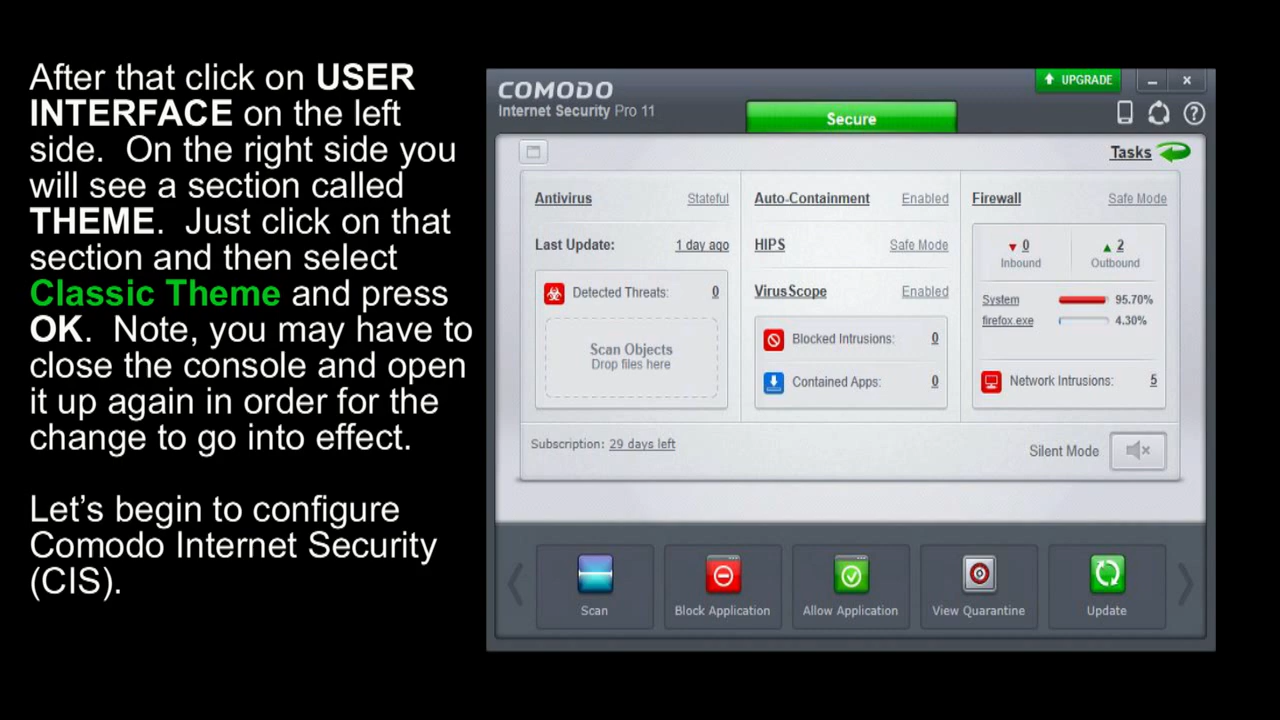 After that click on USER
INTERFACE on the left
side.  On the right side you
will see a section called
THEME.  Just click on that
section and then select
Classic Theme and press
OK.  Note, you may have to
close the console and open
it up again in order for the
change to go into effect.
Let's begin to configure
Comodo Internet Security
(CIS).
COMODO
Internet Security Pro 11
UPGRADE
Secure
Tasks
Antivirus Stateful
Last Update: 1 day ago
Detected Threats: 0
Scan Objects
Drop files here
Auto-Containment Enabled
HIPS Safe Mode
VirusScope Enabled
Blocked Intrusions: 0
Contained Apps: 0
Firewall Safe Mode
0 2
Inbound Outbound
System 95.70%
firefox.exe 4.30%
Network Intrusions: 5
Subscription: 29 days left
Silent Mode
Scan
Block Application
Allow Application
View Quarantine
Update